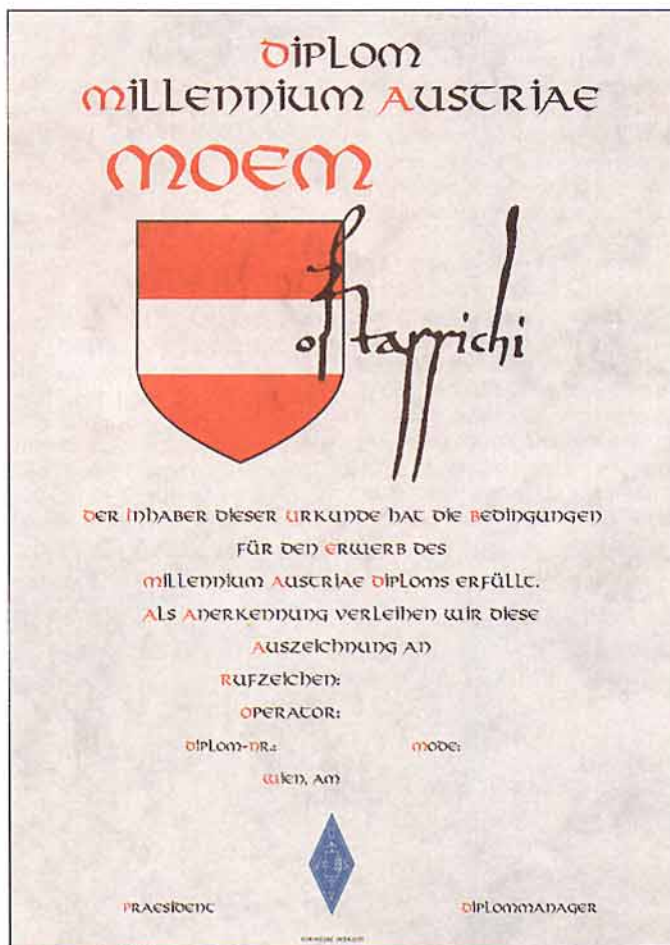 Diplom
Millennium Austriae
MOEM
ostarrichi
Der Inhaber dieser Urkunde hat die Bedingungen
für den Erwerb des
Millennium Austriae Diploms erfüllt.
Als Anerkennung verleihen wir diese
Auszeichnung an
Rufzeichen:
Operator:
Diplom-Nr.: Mode:
Wien, am
Praesident Diplommanager